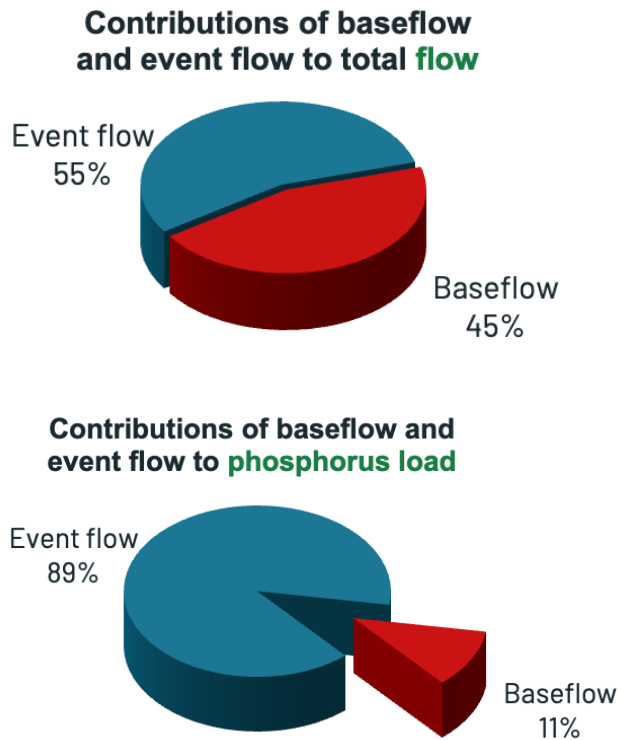 Contributions of baseflow
and event flow to total flow
Event flow
55%
Baseflow
45%
Contributions of baseflow and
event flow to phosphorus load
Event flow
89%
Baseflow
11%